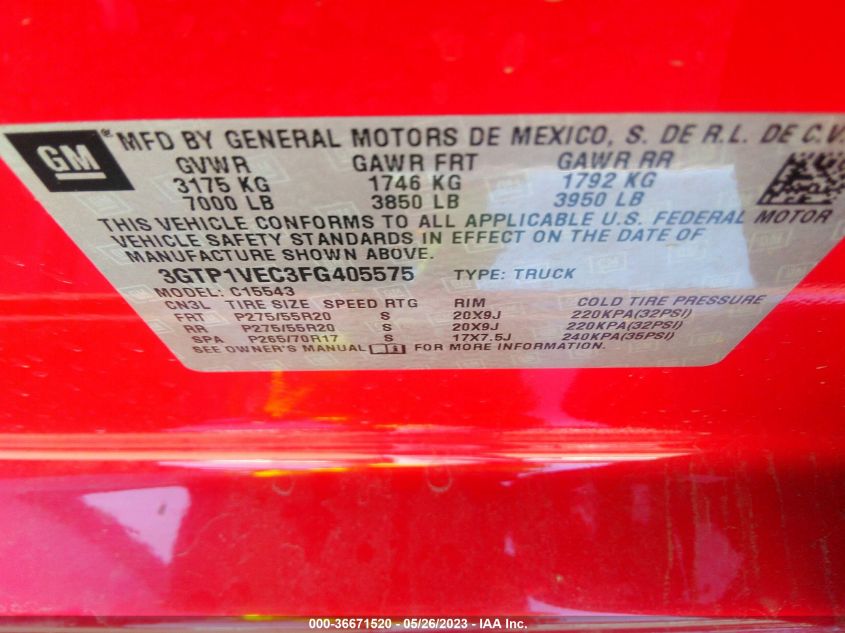 GM ® MFD BY GENERAL MOTORS DE MEXICO, S. DE R.L. DE C.V.
GVWR GAWR FRT GAWR RR
3175 KG 1746 KG 1792 KG
7000 LB 3850 LB 3950 LB
THIS VEHICLE CONFORMS TO ALL APPLICABLE U.S. FEDERAL MOTOR
VEHICLE SAFETY STANDARDS IN EFFECT ON THE DATE OF
MANUFACTURE SHOWN ABOVE.
3GTP1VEC3FG405575 TYPE: TRUCK
MODEL: C15543
CN3L TIRE SIZE SPEED RTG RIM COLD TIRE PRESSURE
FRT P275/55R20 S 20X9J 220KPA(32PSI)
RR P275/55R20 S 20X9J 220KPA(32PSI)
SPA P265/70R17 S 17X7.5J 240KPA(35PSI)
SEE OWNER'S MANUAL FOR MORE INFORMATION.
000-36671520 - 05/26/2023 - IAA Inc.